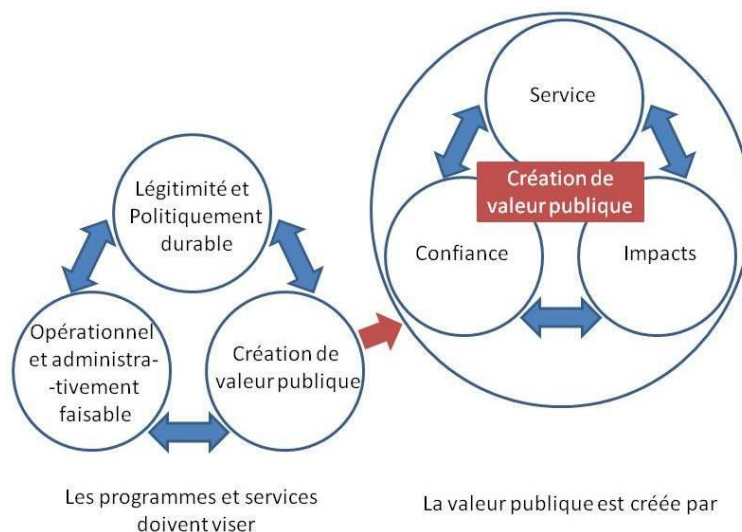 Légitimité et
Politiquement
durable
Opérationnel
et administra-
-tivement
faisable
Création de
valeur publique
Les programmes et services
doivent viser
Service
Création de
valeur publique
Confiance
Impacts
La valeur publique est créée par